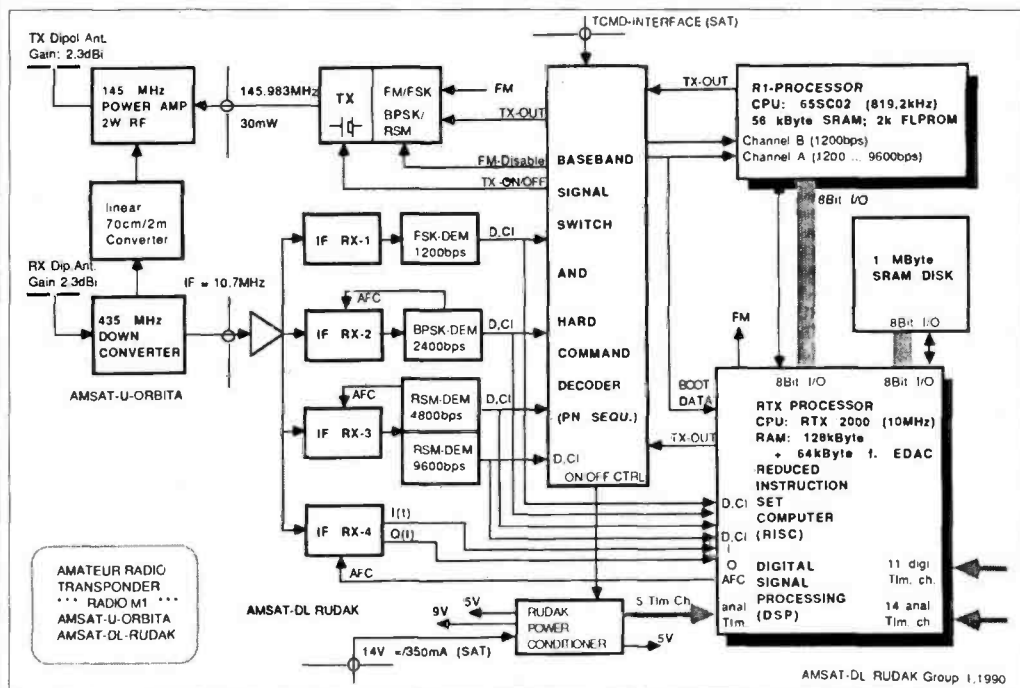 TCMD-INTERFACE (SAT)
TX Dipol Ant.
Gain: 2.3dBi
145 MHz
POWER AMP
2W RF
145.983MHz
30mW
TX
FM/FSK
BPSK/
RSM
FM
TX-OUT
FM-Disable
TX-ON/OFF
BASEBAND
SIGNAL
SWITCH
AND
HARD
COMMAND
DECODER
(PN SEQU.)
ON/OFF CTRL
TX-OUT
R1-PROCESSOR
CPU: 65SC02 (819,2kHz)
56 kByte SRAM; 2k FLPROM
Channel B (1200bps)
Channel A (1200 ... 9600bps)
8Bit I/O
linear
70cm/2m
Converter
RX Dip.Ant.
Gain 2.3dBi
IF = 10.7MHz
435 MHz
DOWN
CONVERTER
AMSAT-U-ORBITA
IF RX-1
FSK-DEM
1200bps
D,Cl
AFC
IF RX-2
BPSK-DEM
2400bps
D,Cl
AFC
IF RX-3
RSM-DEM
4800bps
RSM-DEM
9600bps
D,Cl
D,Cl
IF RX-4
I(t)
Q(t)
AFC
1 MByte
SRAM DISK
8Bit I/O
FM
BOOT
DATA
TX-OUT
8Bit I/O
8Bit I/O
RTX PROCESSOR
CPU: RTX 2000 (10MHz)
RAM: 128kByte
+ 64kByte f. EDAC
REDUCED
INSTRUCTION
SET
COMPUTER
(RISC)
D,Cl
D,Cl
I
Q
AFC
anal
Tlm.
DIGITAL
SIGNAL
PROCESSING
(DSP)
11 digi
Tlm. ch.
14 anal
Tlm. ch
AMATEUR RADIO
TRANSPONDER
*** RADIO M1 ***
AMSAT-U-ORBITA
AMSAT-DL-RUDAK
AMSAT-DL RUDAK
5V
9V
14V =/350mA (SAT)
RUDAK
POWER
CONDITIONER
5 Tlm Ch
5V
AMSAT-DL RUDAK Group 1,1990